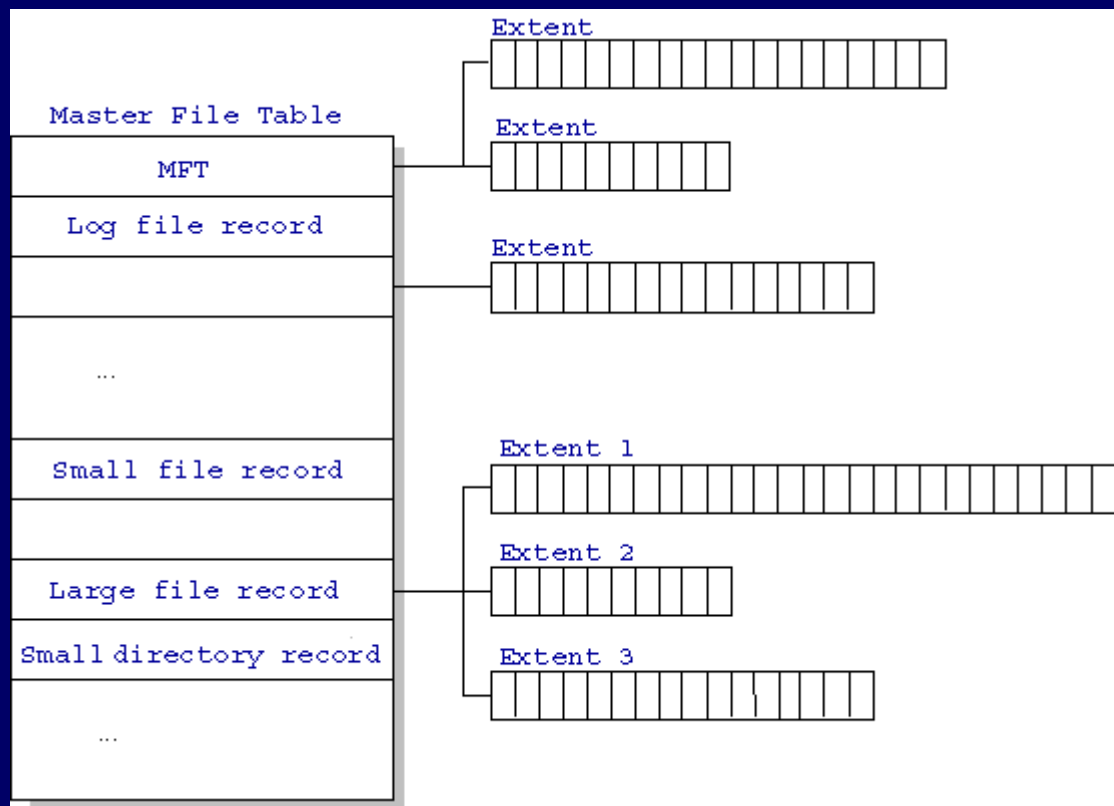 Extent
Master File Table
Extent
MFT
Log file record
Extent
...
Extent 1
Small file record
Extent 2
Large file record
Small directory record
Extent 3
...